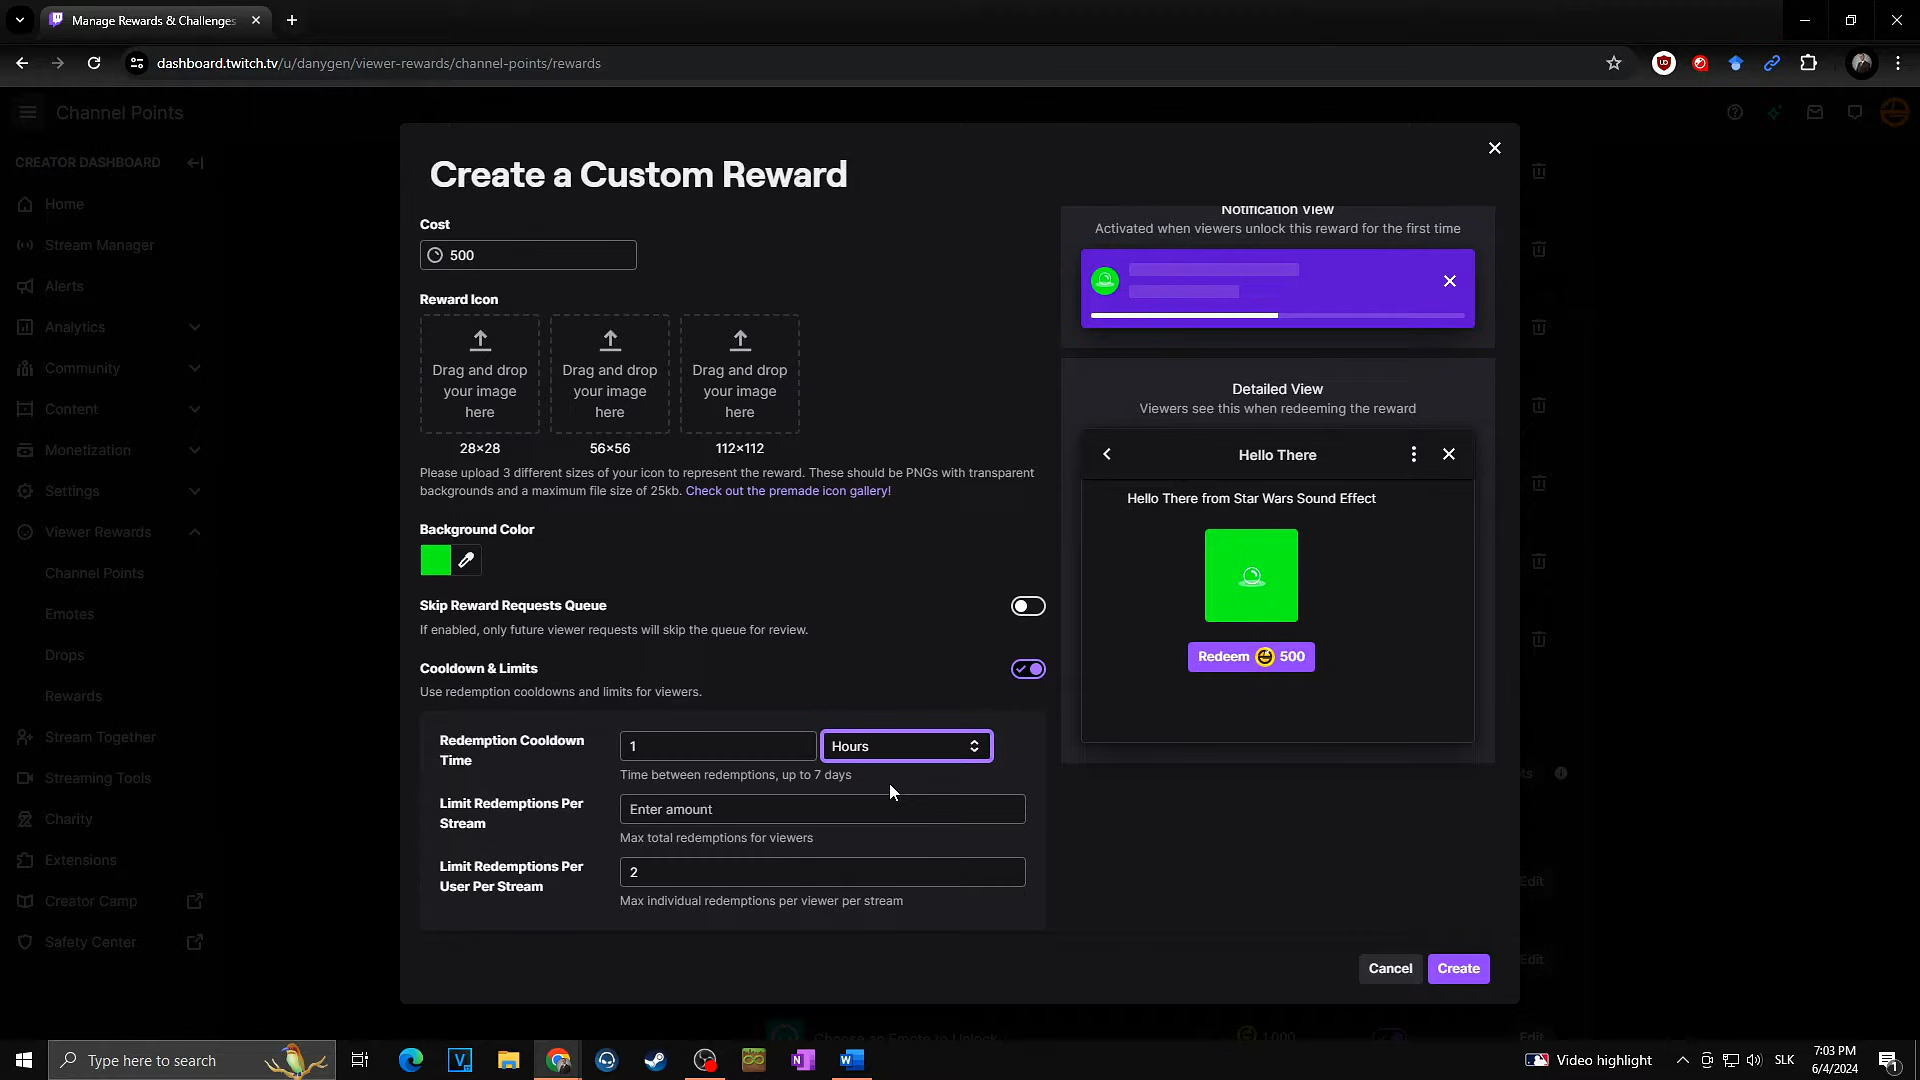 Manage Rewards & Challenges
dashboard.twitch.tv/u/danygen/viewer-rewards/channel-points/rewards
Channel Points
CREATOR DASHBOARD
Home
Stream Manager
Alerts
Analytics
Community
Content
Monetization
Settings
Viewer Rewards
Channel Points
Emotes
Drops
Rewards
Stream Together
Streaming Tools
Charity
Extensions
Creator Camp
Safety Center
Create a Custom Reward
Cost
500
Reward Icon
Drag and drop
your image
here
28×28
Drag and drop
your image
here
56×56
Drag and drop
your image
here
112×112
Please upload 3 different sizes of your icon to represent the reward. These should be PNGs with transparent
backgrounds and a maximum file size of 25kb. Check out the premade icon gallery!
Background Color
Skip Reward Requests Queue
If enabled, only future viewer requests will skip the queue for review.
Cooldown & Limits
Use redemption cooldowns and limits for viewers.
Redemption Cooldown
Time
1
Hours
Time between redemptions, up to 7 days
Limit Redemptions Per
Stream
Enter amount
Max total redemptions for viewers
Limit Redemptions Per
User Per Stream
2
Max individual redemptions per viewer per stream
Notification View
Activated when viewers unlock this reward for the first time
Detailed View
Viewers see this when redeeming the reward
Hello There
Hello There from Star Wars Sound Effect
Redeem 500
Cancel
Create
Edit
Edit
Choose an Emote to Unlock
1,000
Edit
Type here to search
Video highlight
SLK
7:03 PM
6/4/2024
1